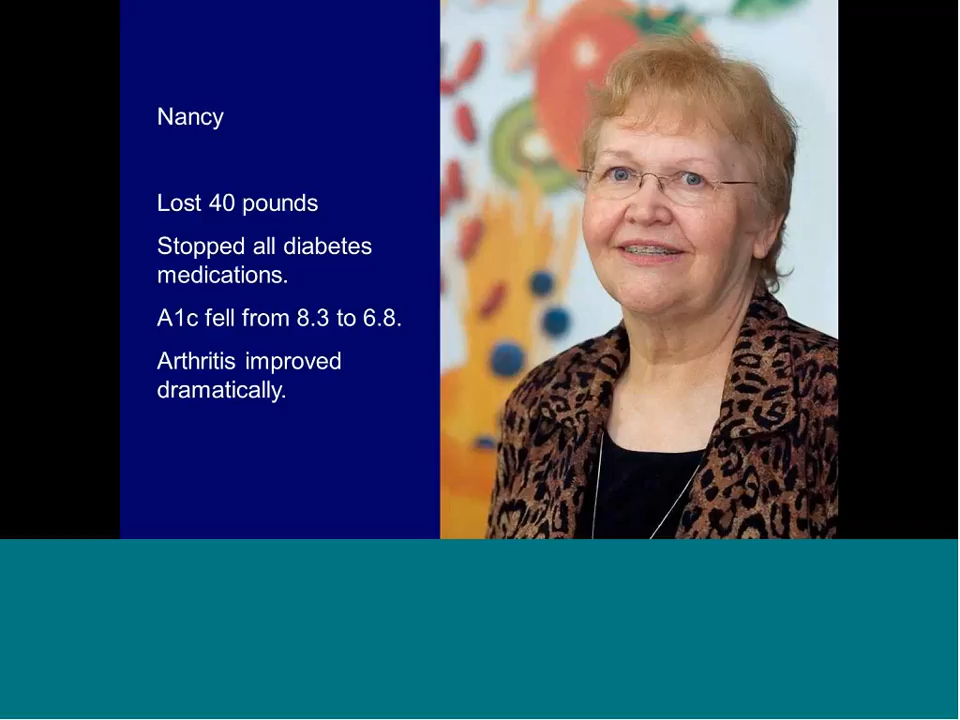 Nancy
Lost 40 pounds
Stopped all diabetes
medications.
A1c fell from 8.3 to 6.8.
Arthritis improved
dramatically.